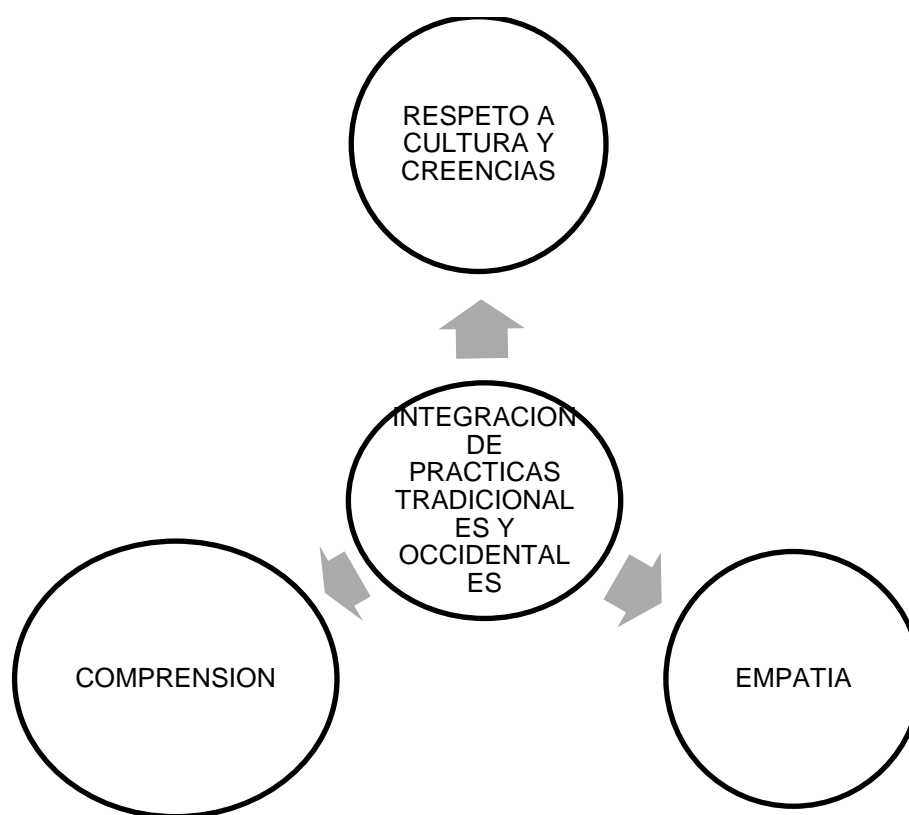 RESPETO A
CULTURA Y
CREENCIAS
INTEGRACION
DE
PRACTICAS
TRADICIONAL
ES Y
OCCIDENTAL
ES
COMPRENSION
EMPATIA